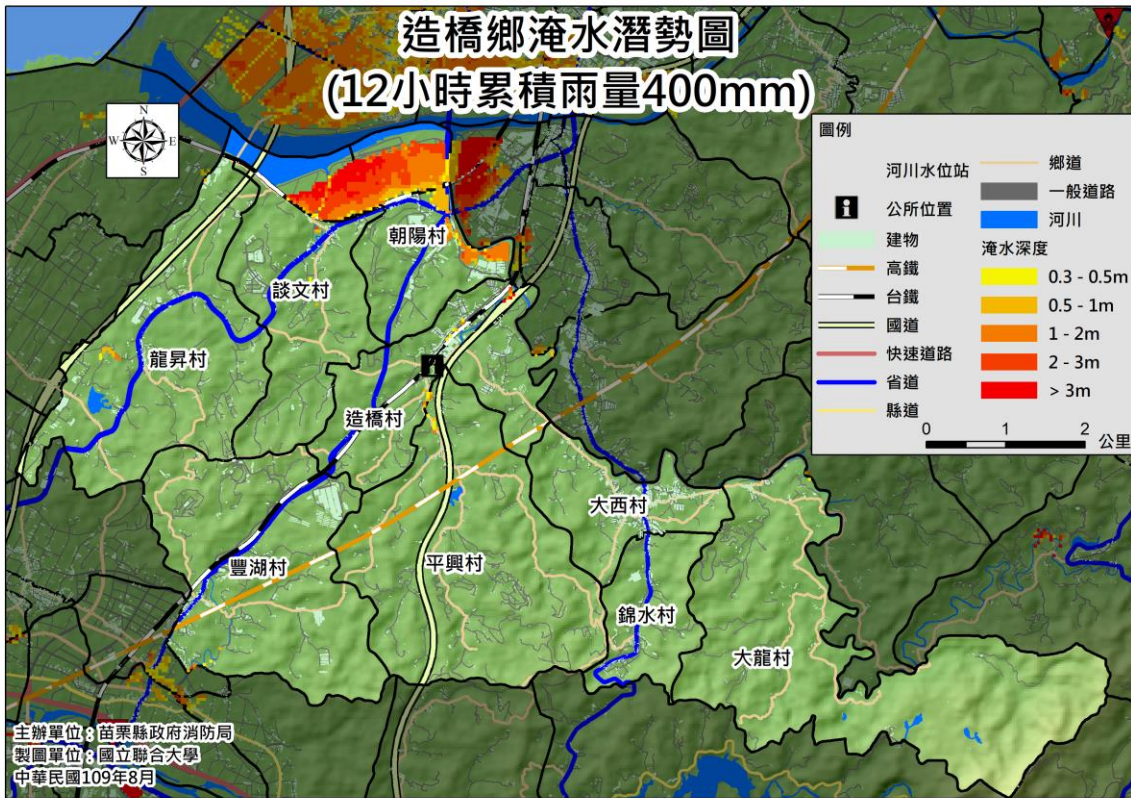 造橋鄉淹水潛勢圖
(12小時累積雨量400mm)
N
W
E
S
圖例
河川水位站
公所位置
建物
高鐵
台鐵
國道
快速道路
省道
縣道
鄉道
一般道路
河川
淹水深度
0.3 - 0.5m
0.5 - 1m
1 - 2m
2 - 3m
> 3m
0 1 2 公里
朝陽村
談文村
龍昇村
造橋村
大西村
豐湖村
平興村
錦水村
大龍村
主辦單位：苗栗縣政府消防局
製圖單位：國立聯合大學
中華民國109年8月